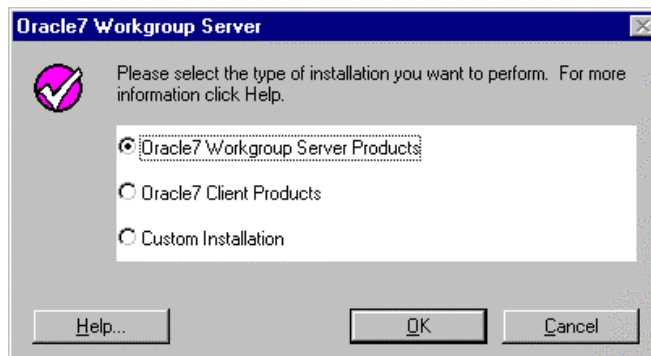 Oracle7 Workgroup Server
Please select the type of installation you want to perform.  For more
information click Help.
Oracle7 Workgroup Server Products
Oracle7 Client Products
Custom Installation
Help...
OK
Cancel